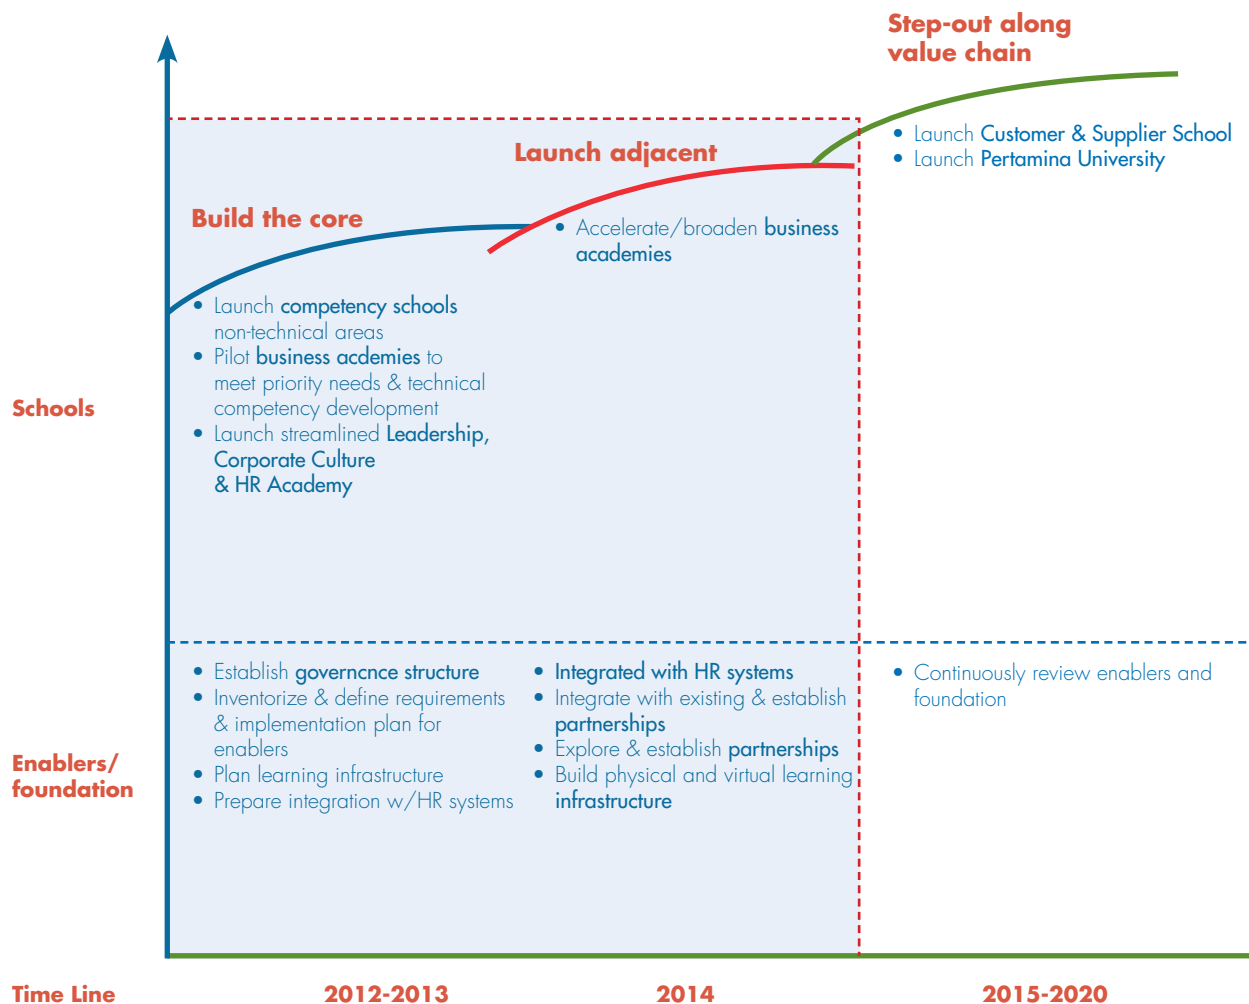 Step-out along
value chain
Launch Customer & Supplier School
Launch Pertamina University
Launch adjacent
Accelerate/broaden business
academies
Build the core
Launch competency schools
non-technical areas
Pilot business acdemies to
meet priority needs & technical
competency development
Launch streamlined Leadership,
Corporate Culture
& HR Academy
Schools
Establish governcnce structure
Inventorize & define requirements
& implementation plan for
enablers
Plan learning infrastructure
Prepare integration w/HR systems
Integrated with HR systems
Integrate with existing & establish
partnerships
Explore & establish partnerships
Build physical and virtual learning
infrastructure
Continuously review enablers and
foundation
Enablers/
foundation
Time Line
2012-2013
2014
2015-2020